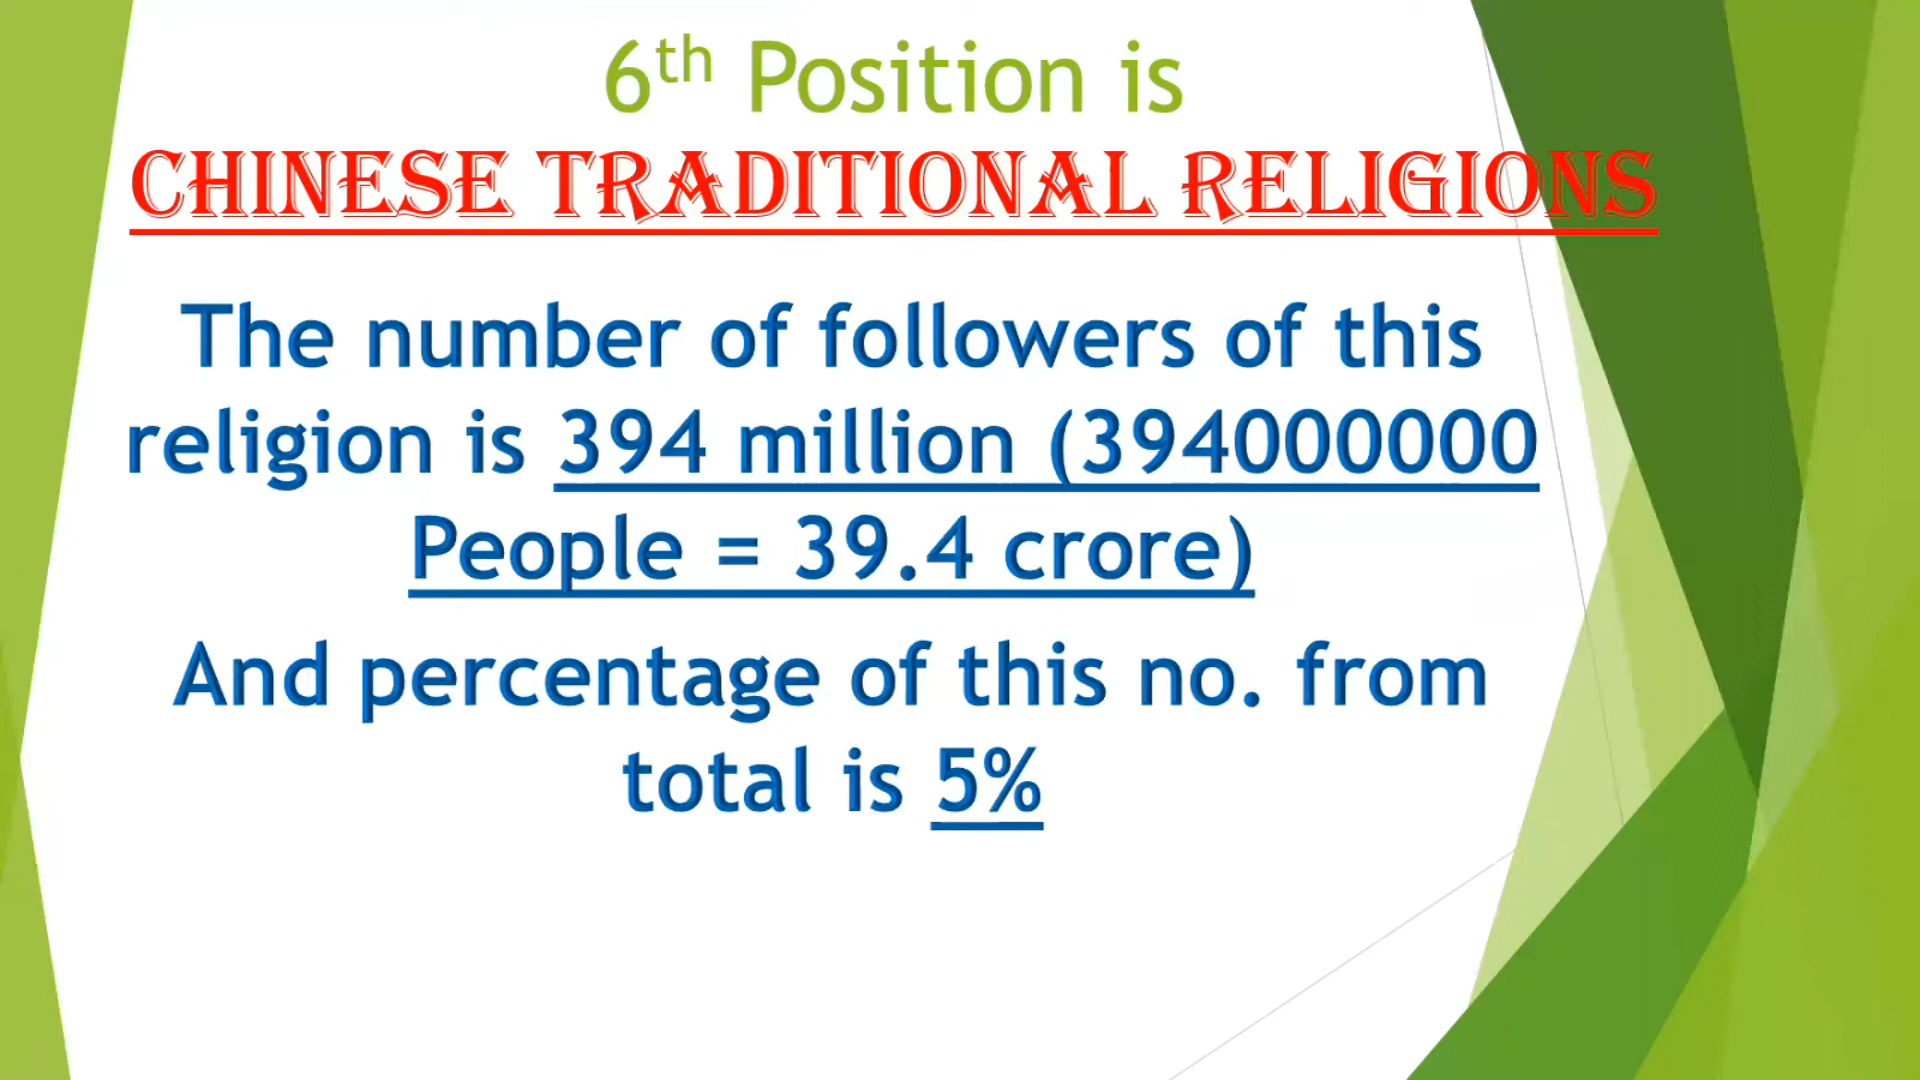 6th Position is
CHINESE TRADITIONAL RELIGIONS
The number of followers of this
religion is 394 million (394000000
People = 39.4 crore)
And percentage of this no. from
total is 5%